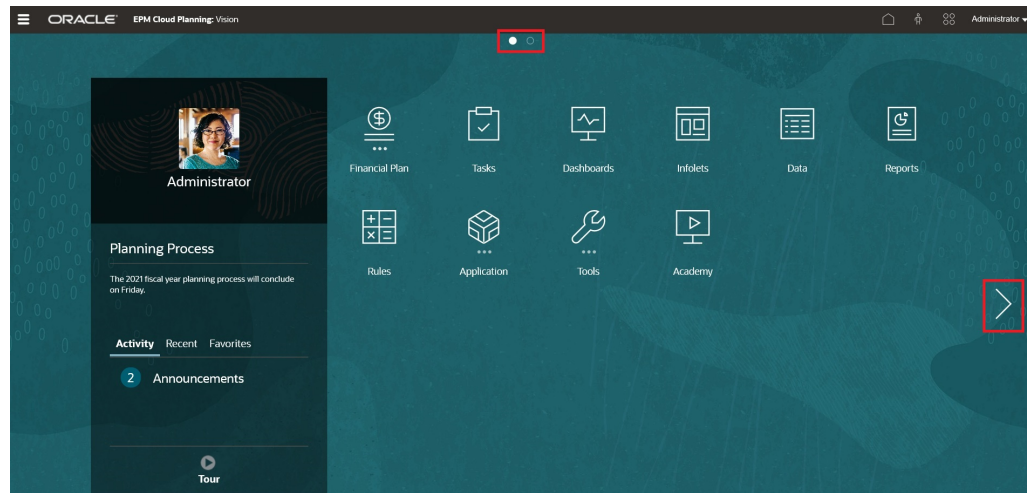 ORACLE® EPM Cloud Planning: Vision
Administrator
Administrator
Financial Plan
Tasks
Dashboards
Infolets
Data
Reports
Rules
Application
Tools
Academy
Planning Process
The 2021 fiscal year planning process will conclude
on Friday.
Activity Recent Favorites
2 Announcements
Tour